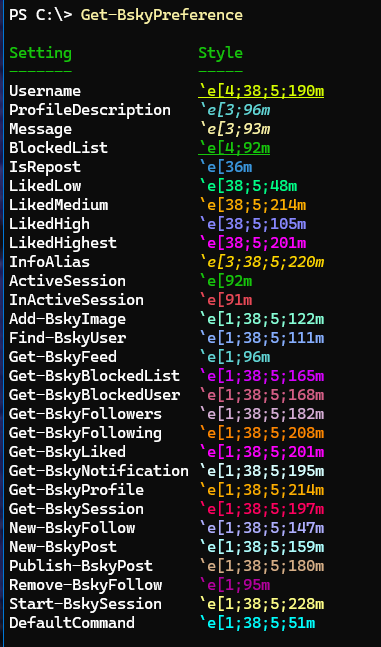 PS C:\> Get-BskyPreference
Setting Style
------- -----
Username `e[4;38;5;190m
ProfileDescription `e[3;96m
Message `e[3;93m
BlockedList `e[4;92m
IsRepost `e[36m
LikedLow `e[38;5;48m
LikedMedium `e[38;5;214m
LikedHigh `e[38;5;105m
LikedHighest `e[38;5;201m
InfoAlias `e[3;38;5;220m
ActiveSession `e[92m
InActiveSession `e[91m
Add-BskyImage `e[1;38;5;122m
Find-BskyUser `e[1;38;5;111m
Get-BskyFeed `e[1;96m
Get-BskyBlockedList `e[1;38;5;165m
Get-BskyBlockedUser `e[1;38;5;168m
Get-BskyFollowers `e[1;38;5;182m
Get-BskyFollowing `e[1;38;5;208m
Get-BskyLiked `e[1;38;5;201m
Get-BskyNotification `e[1;38;5;195m
Get-BskyProfile `e[1;38;5;214m
Get-BskySession `e[1;38;5;197m
New-BskyFollow `e[1;38;5;147m
New-BskyPost `e[1;38;5;159m
Publish-BskyPost `e[1;38;5;180m
Remove-BskyFollow `e[1;95m
Start-BskySession `e[1;38;5;228m
DefaultCommand `e[1;38;5;51m